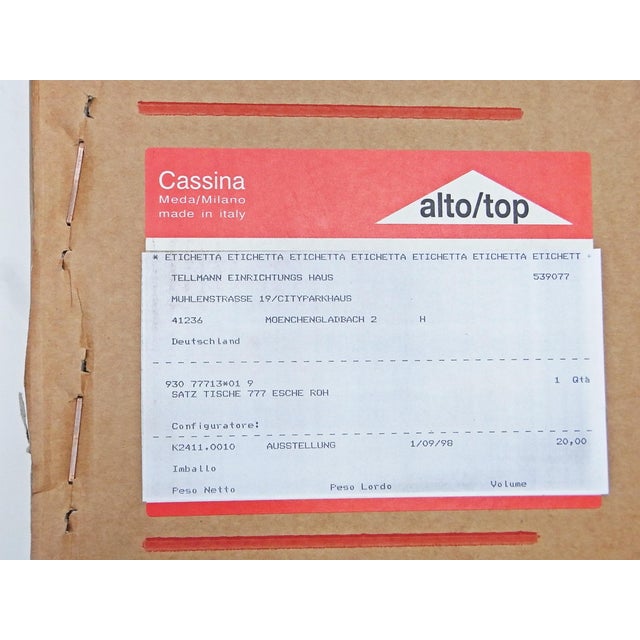 Cassina
Meda/Milano
made in italy
alto/top
* ETICHETTA ETICHETTA ETICHETTA ETICHETTA ETICHETTA ETICHETTA ETICHETT
TELLMANN EINRICHTUNGS HAUS 539077
MUHLENSTRASSE 19/CITYPARKHAUS
41236 MOENCHENGLADBACH 2 H
Deutschland
930 77713*01 9 1 Qtà
SATZ TISCHE 777 ESCHE ROH
Configuratore:
K2411.0010 AUSSTELLUNG 1/09/98 20,00
Imballo
Peso Netto Peso Lordo Volume